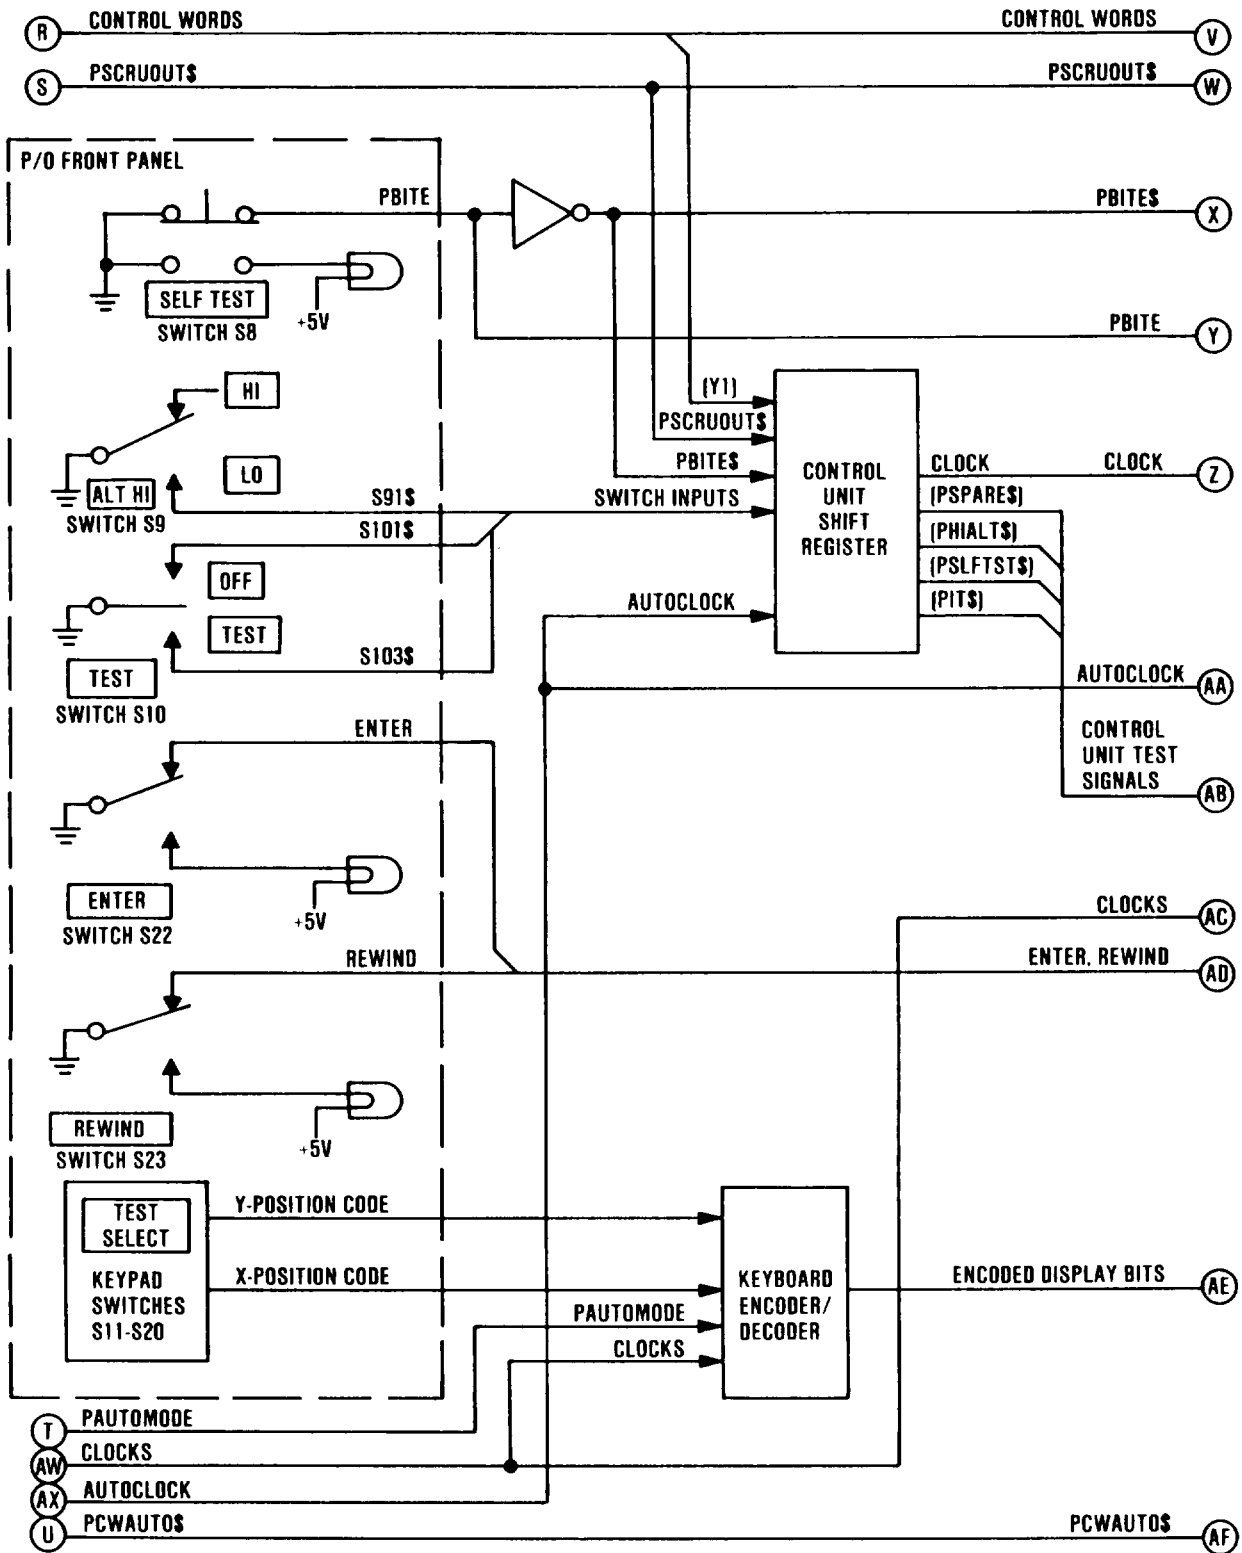 R CONTROL WORDS CONTROL WORDS V
S PSCRUOUT$ PSCRUOUT$ W
P/O FRONT PANEL
PBITE PBITE$ X
SELF TEST
SWITCH S8
+5V
PBITE Y
HI
LO
ALT HI
SWITCH S9
S91$
S101$
OFF
TEST
S103$
TEST
SWITCH S10
(Y1)
PSCRUOUT$
PBITE$
SWITCH INPUTS
AUTOCLOCK
CONTROL
UNIT
SHIFT
REGISTER
CLOCK CLOCK Z
(PSPARE$)
(PHIALT$)
(PSLFTST$)
(PIT$)
AUTOCLOCK AA
CONTROL
UNIT TEST
SIGNALS AB
ENTER
ENTER
SWITCH S22
+5V
CLOCKS AC
REWIND ENTER, REWIND AD
REWIND
SWITCH S23
+5V
TEST
SELECT
KEYPAD
SWITCHES
S11-S20
Y-POSITION CODE
X-POSITION CODE
PAUTOMODE
CLOCKS
KEYBOARD
ENCODER/
DECODER
ENCODED DISPLAY BITS AE
T PAUTOMODE
AW CLOCKS
AX AUTOCLOCK
U PCWAUTO$ PCWAUTO$ AF